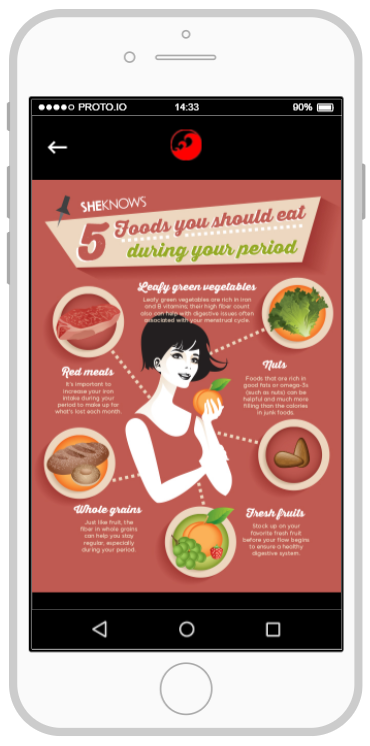 PROTO.IO 14:33 90%
SHEKNOWS
5 Foods you should eat
during your period
Leafy green vegetables
Leafy green vegetables are rich in iron
and B vitamins; their high fiber count
also can help with digestive issues often
associated with your menstrual cycle.
Red meats
It's important to
increase your iron
intake during your
period to make up for
what's lost each month.
Nuts
Foods that are rich in
good fats or omega-3s
(such as nuts) can be
helpful and much more
filling than the calories
in junk foods.
Whole grains
Just like fruit, the
fiber in whole grains
can help you stay
regular, especially
during your period.
Fresh fruits
Stock up on your
favorite fresh fruit
before your flow begins
to ensure a healthy
digestive system.